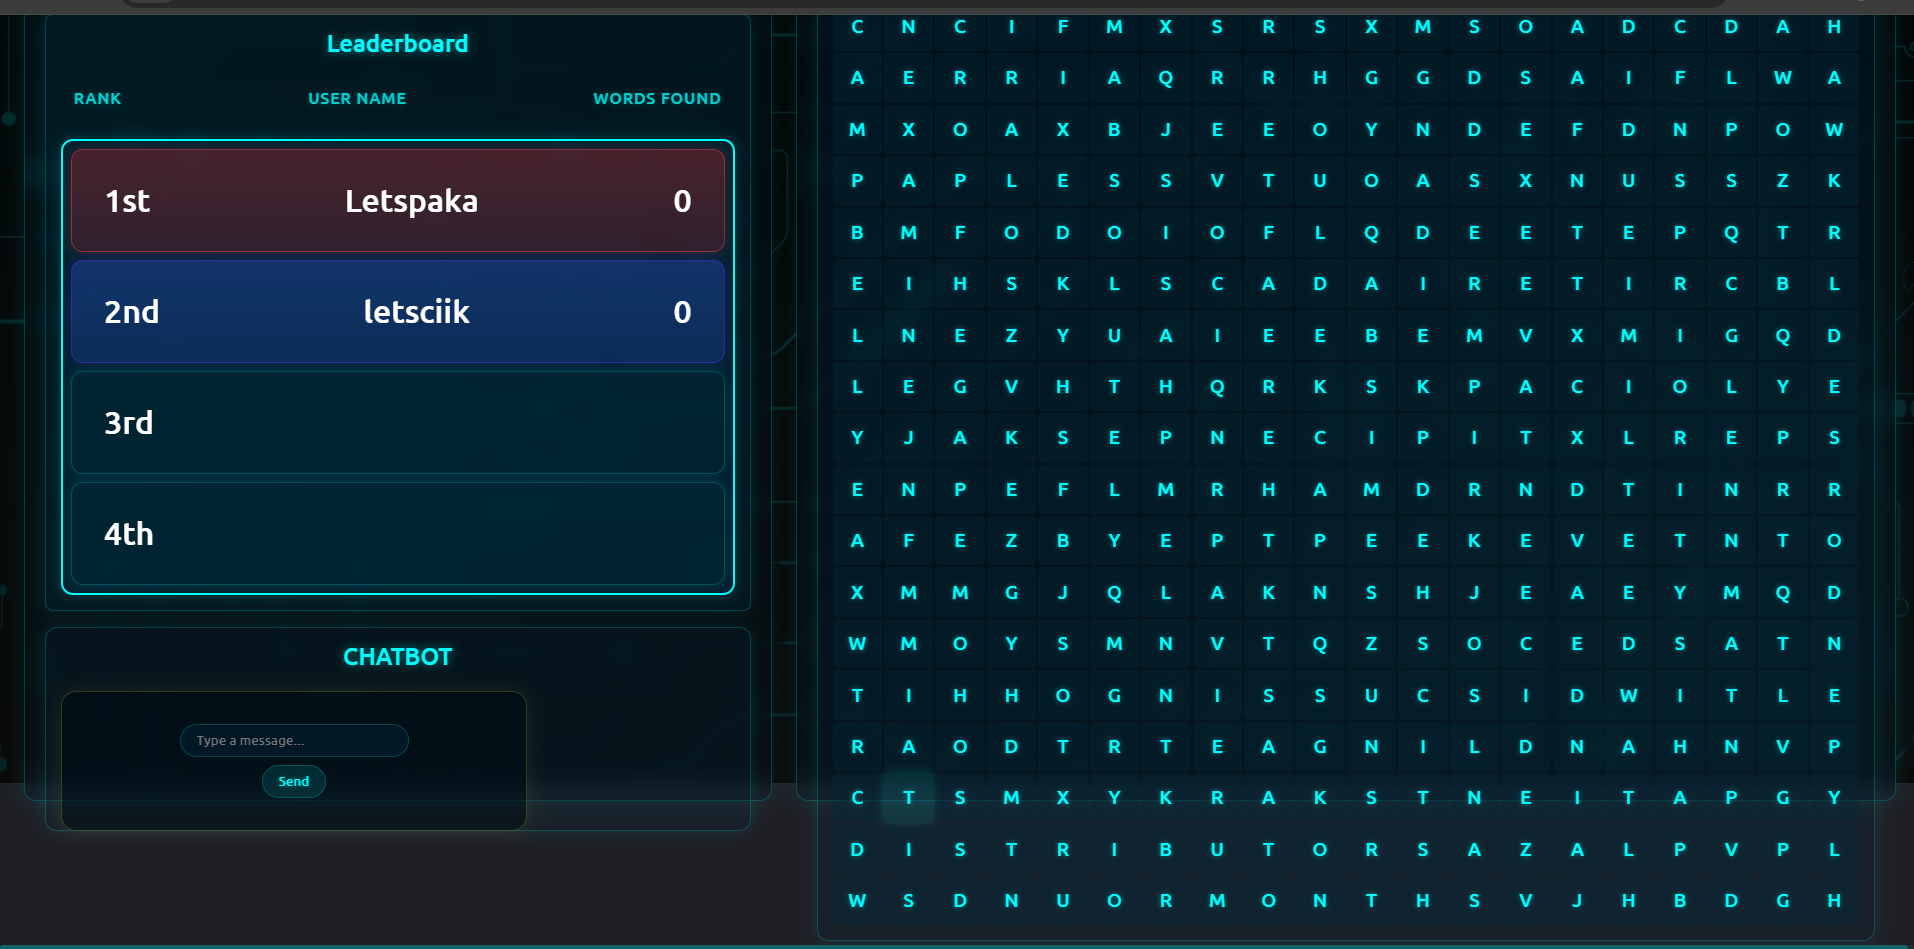 Leaderboard
RANK USER NAME WORDS FOUND
1st Letspaka 0
2nd letsciik 0
3rd
4th
CHATBOT
Type a message...
Send
C N C I F M X S R S X M S O A D C D A H
A E R R I A Q R R H G G D S A I F L W A
M X O A X B J E E O Y N D E F D N P O W
P A P L E S S V T U O A S X N U S S Z K
B M F O D O I O F L Q D E E T E P Q T R
E I H S K L S C A D A I R E T I R C B L
L N E Z Y U A I E E B E M V X M I G Q D
L E G V H T H Q R K S K P A C I O L Y E
Y J A K S E P N E C I P I T X L R E P S
E N P E F L M R H A M D R N D T I N R R
A F E Z B Y E P T P E E K E V E T N T O
X M M G J Q L A K N S H J E A E Y M Q D
W M O Y S M N V T Q Z S O C E D S A T N
T I H H O G N I S S U C S I D W I T L E
R A O D T R T E A G N I L D N A H N V P
C T S M X Y K R A K S T N E I T A P G Y
D I S T R I B U T O R S A Z A L P V P L
W S D N U O R M O N T H S V J H B D G H